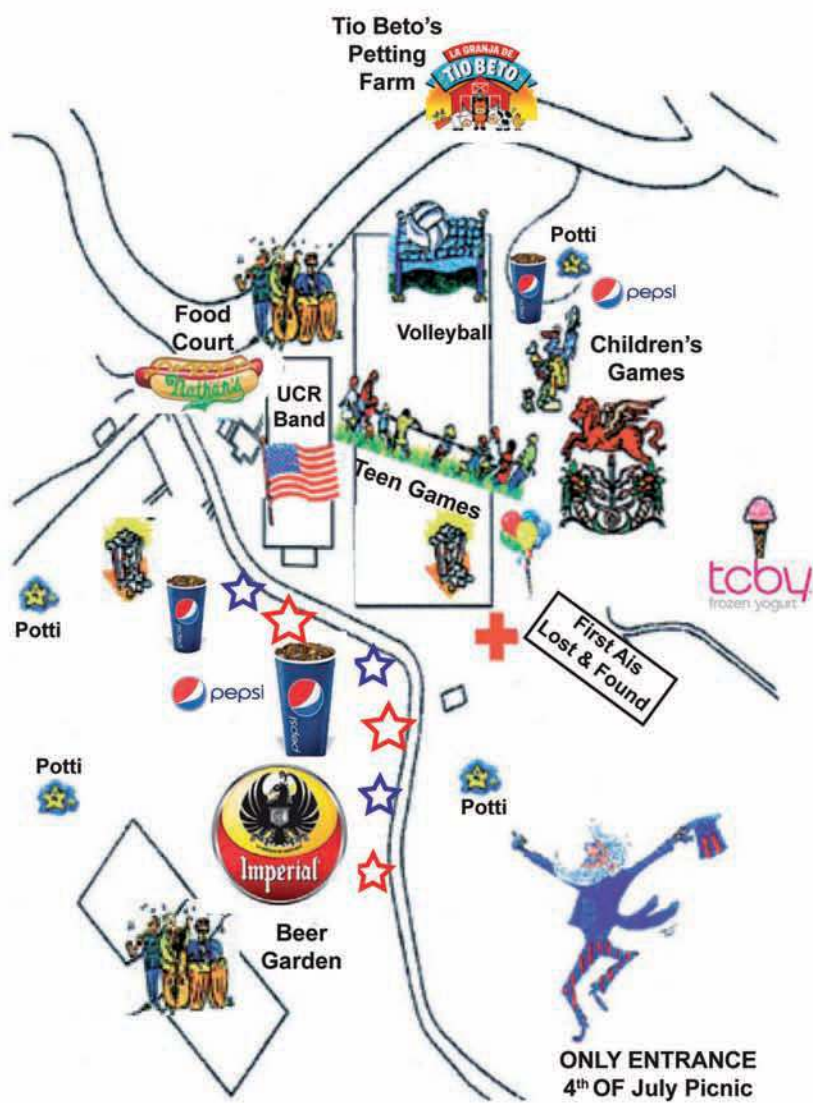 Tio Beto's
Petting
Farm
LA GRANJA DE
TIO BETO
Potti
pepsi
Food
Court
Nathan's
Volleyball
Children's
Games
UCR
Band
Teen Games
tcby
frozen yogurt
pepsi
Potti
First Ais
Lost & Found
pepsi
pepsi
Potti
Potti
Imperial
Beer
Garden
ONLY ENTRANCE
4th OF July Picnic